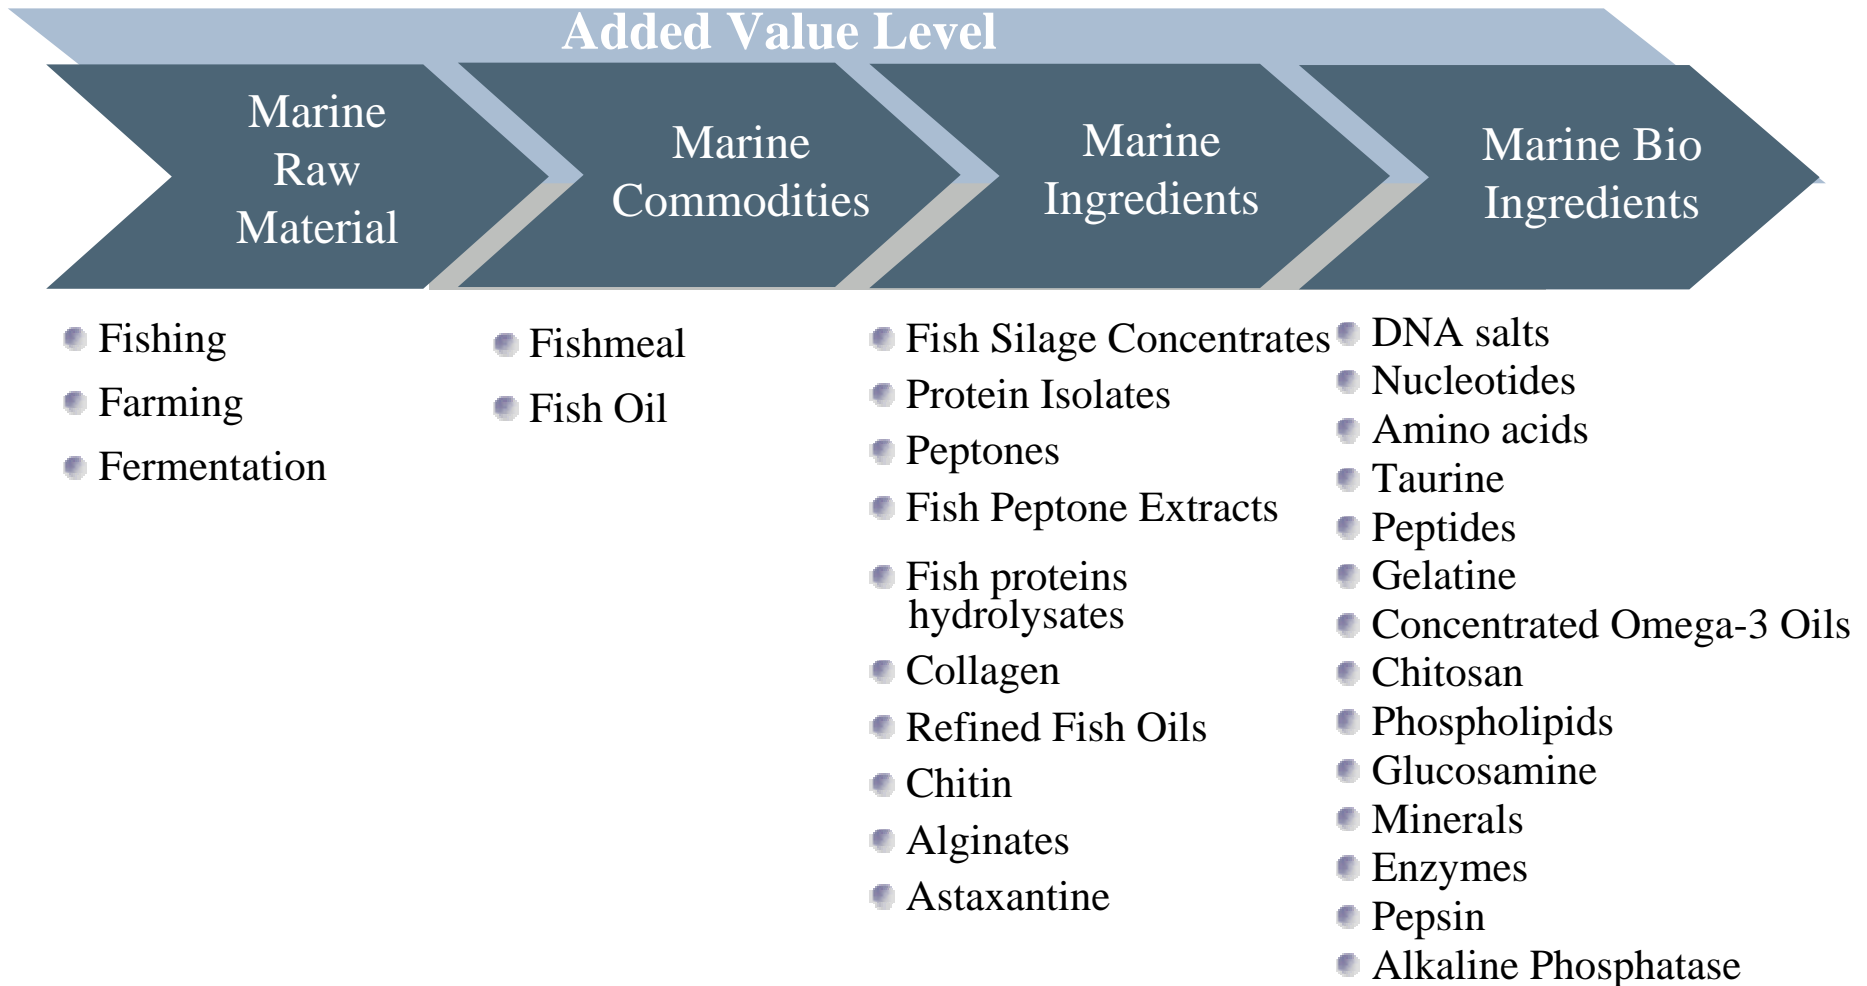 Added Value Level
Marine
Raw
Material
Marine
Commodities
Marine
Ingredients
Marine Bio
Ingredients
Fishing
Farming
Fermentation
Fishmeal
Fish Oil
Fish Silage Concentrates
Protein Isolates
Peptones
Fish Peptone Extracts
Fish proteins
hydrolysates
Collagen
Refined Fish Oils
Chitin
Alginates
Astaxantine
DNA salts
Nucleotides
Amino acids
Taurine
Peptides
Gelatine
Concentrated Omega-3 Oils
Chitosan
Phospholipids
Glucosamine
Minerals
Enzymes
Pepsin
Alkaline Phosphatase